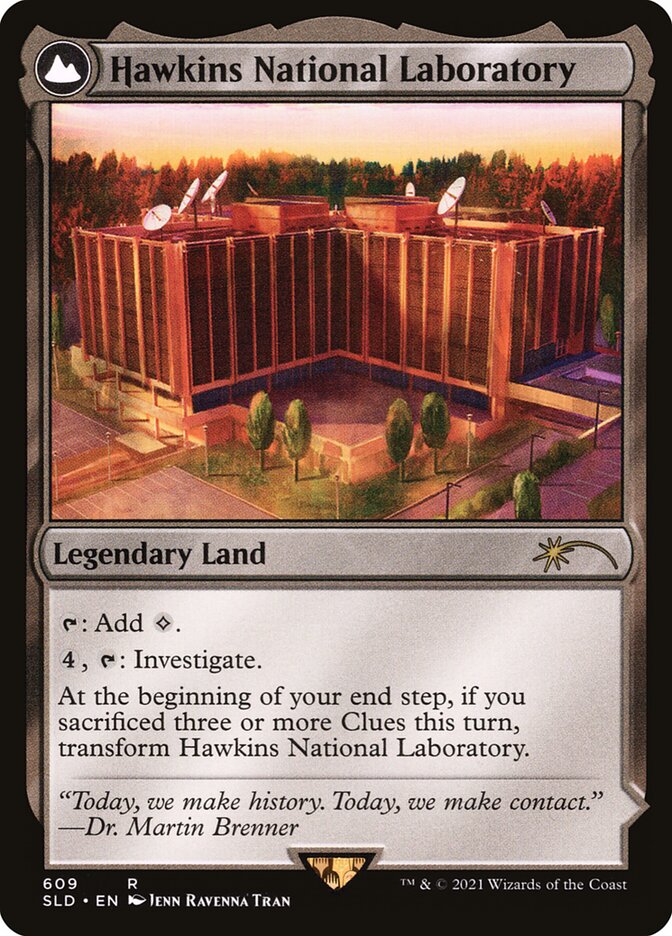 Hawkins National Laboratory
Legendary Land
: Add .
4, : Investigate.
At the beginning of your end step, if you
sacrificed three or more Clues this turn,
transform Hawkins National Laboratory.
“Today, we make history. Today, we make contact.”
—Dr. Martin Brenner
609 R
SLD • EN Jenn Ravenna Tran
™ & © 2021 Wizards of the Coast